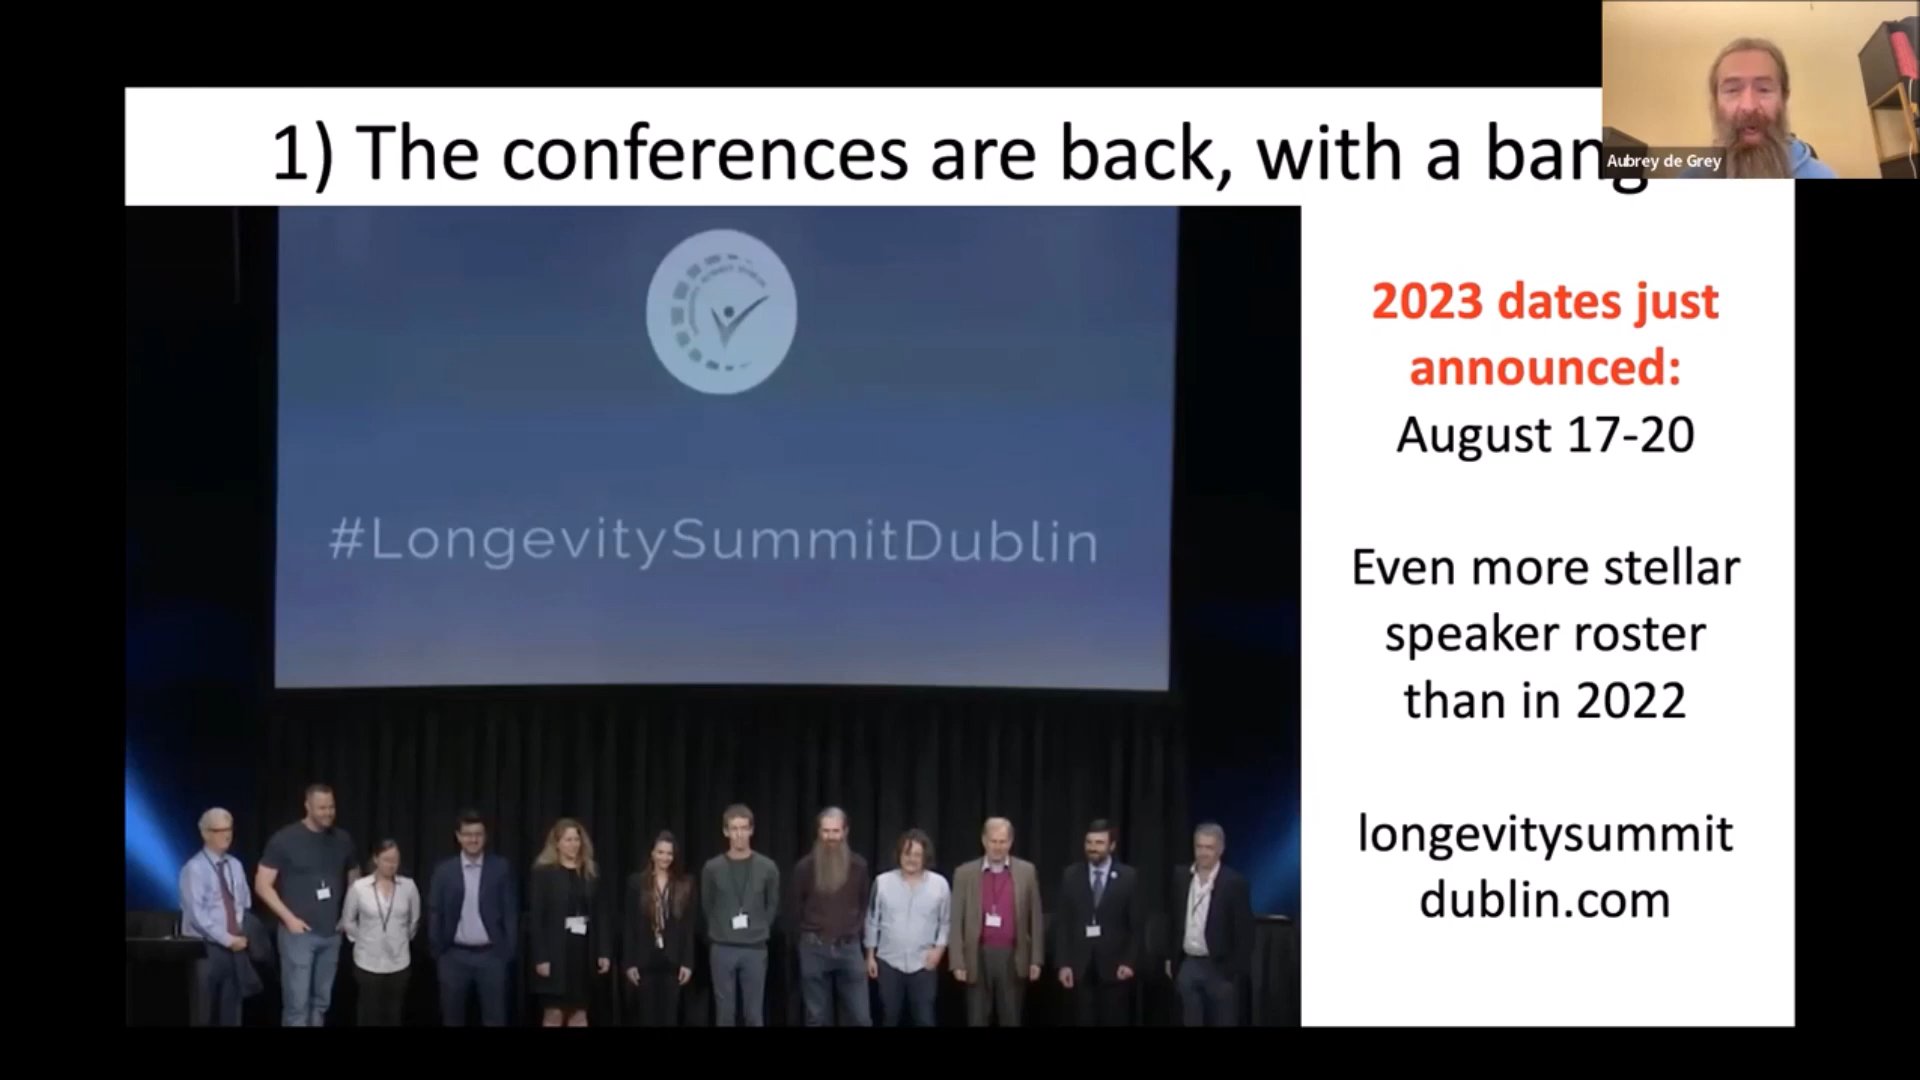 1) The conferences are back, with a bang
Aubrey de Grey
2023 dates just
announced:
August 17-20
Even more stellar
speaker roster
than in 2022
longevitysummit
dublin.com
#LongevitySummitDublin